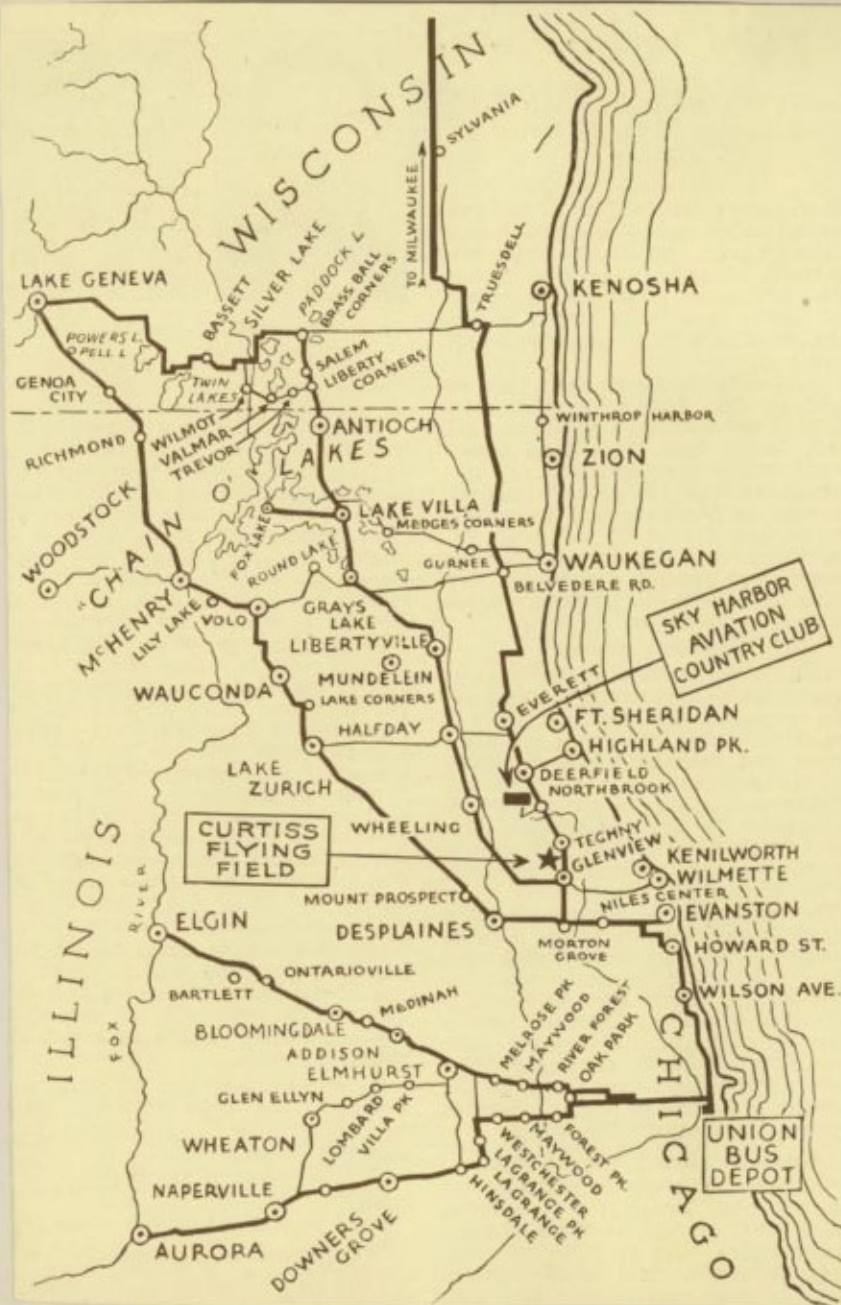 WISCONSIN
SYLVANIA
TO MILWAUKEE
TRUESDELL
KENOSHA
LAKE GENEVA
BASSETT
SILVER LAKE
PADDOCK L
BRASS BALL
CORNERS
POWERS L.
PELL L
TWIN
LAKES
SALEM
LIBERTY
CORNERS
GENOA
CITY
WILMOT
VALMAR
TREVOR
WINTHROP HARBOR
RICHMOND
ANTIOCH
ZION
"CHAIN O' LAKES
WOODSTOCK
FOX LAKE
LAKE VILLA
MEDGES CORNERS
GURNEE
WAUKEGAN
ROUND LAKE
BELVEDERE RD.
McHENRY
LILY LAKE
VOLO
GRAYS
LAKE
LIBERTYVILLE
MUNDELEIN
SKY HARBOR
AVIATION
COUNTRY CLUB
WAUCONDA
LAKE CORNERS
EVERETT
FT. SHERIDAN
HALFDAY
HIGHLAND PK.
LAKE
ZURICH
DEERFIELD
NORTHBROOK
CURTISS
FLYING
FIELD
WHEELING
TECHNY
GLENVIEW
KENILWORTH
WILMETTE
MOUNT PROSPECT
NILES CENTER
EVANSTON
DESPLAINES
MORTON
GROVE
HOWARD ST.
ILLINOIS
FOX
RIVER
ELGIN
BARTLETT
ONTARIOVILLE
WILSON AVE.
BLOOMINGDALE
MEDINAH
ADDISON
ELMHURST
MELROSE PK
MAYWOOD
RIVER FOREST
OAK PARK
CHICAGO
GLEN ELLYN
LOMBARD
VILLA PK
WHEATON
FOREST PK.
MAYWOOD
WESTCHESTER
LAGRANGE PK
LAGRANGE
HINSDALE
UNION
BUS
DEPOT
NAPERVILLE
DOWNERS
GROVE
AURORA